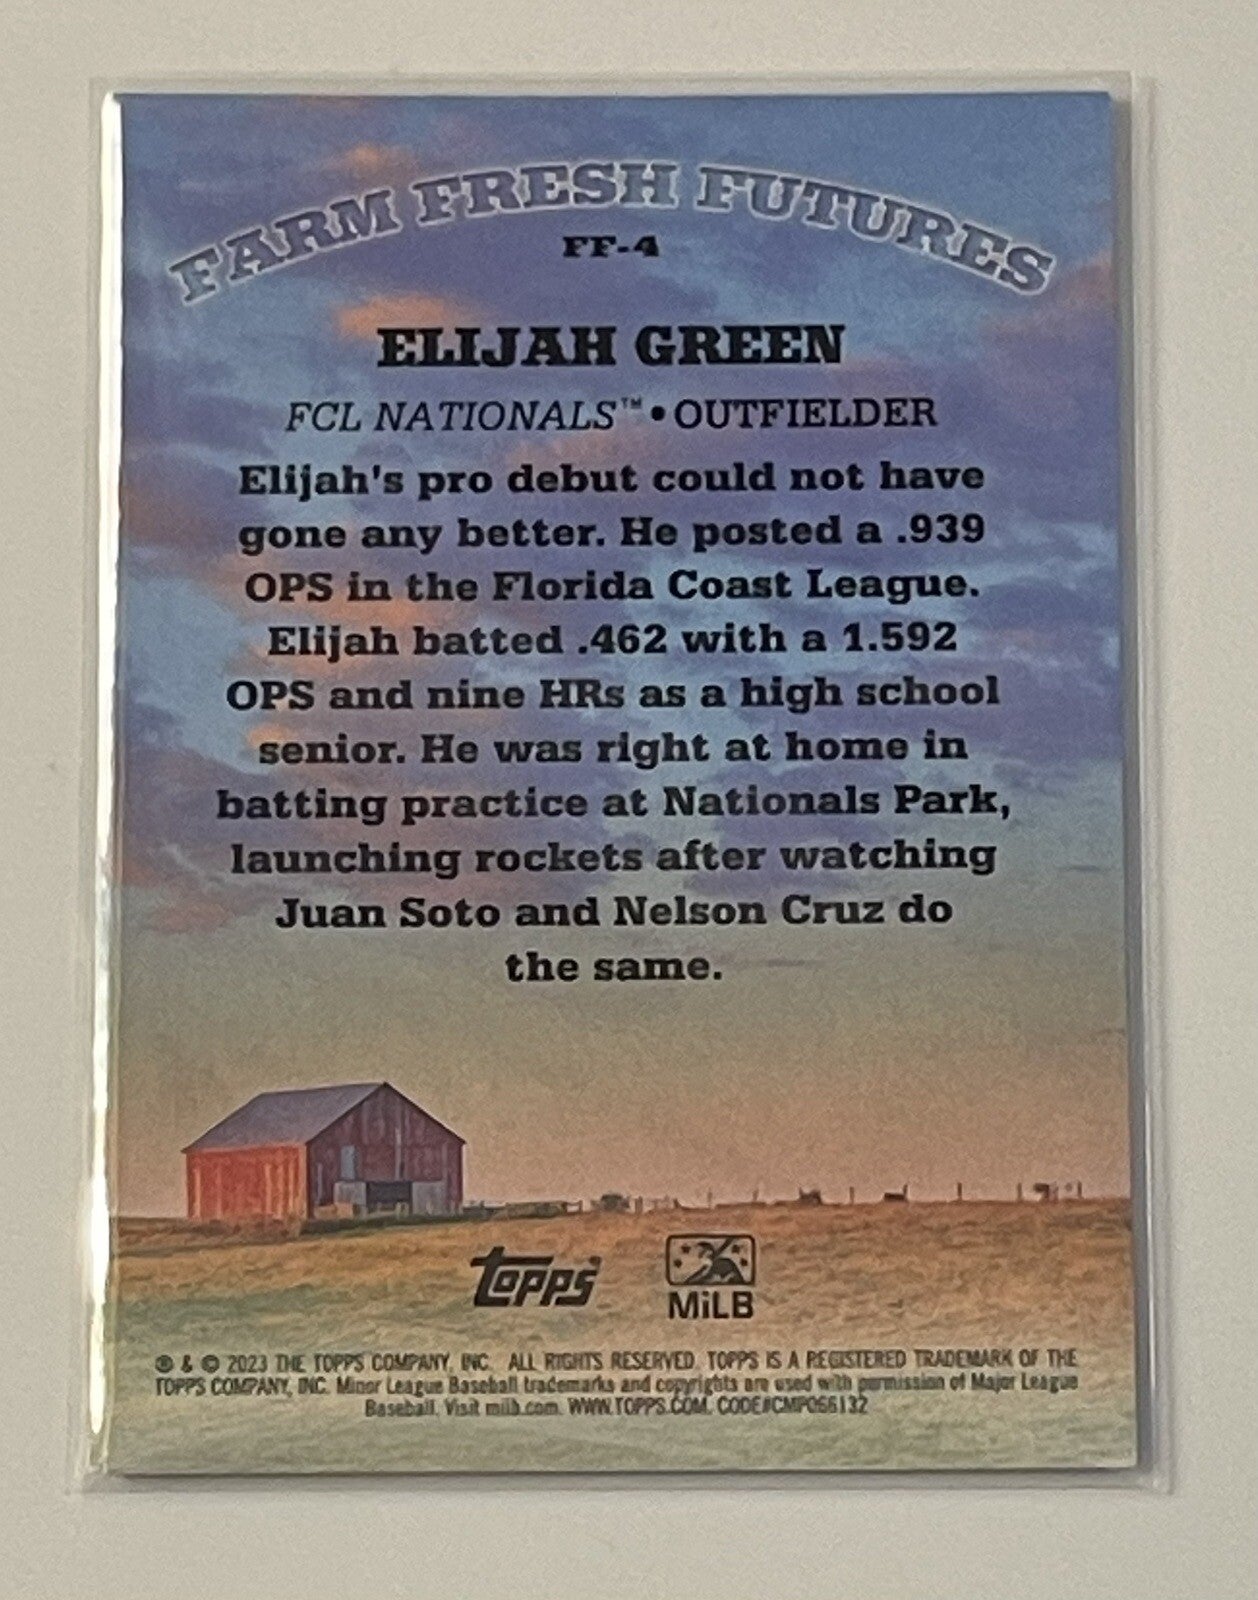 FARM FRESH FUTURES
FF-4
ELIJAH GREEN
FCL NATIONALS™ • OUTFIELDER
Elijah's pro debut could not have
gone any better. He posted a .939
OPS in the Florida Coast League.
Elijah batted .462 with a 1.592
OPS and nine HRs as a high school
senior. He was right at home in
batting practice at Nationals Park,
launching rockets after watching
Juan Soto and Nelson Cruz do
the same.
topps
MiLB
® & © 2023 THE TOPPS COMPANY, INC. ALL RIGHTS RESERVED. TOPPS IS A REGISTERED TRADEMARK OF THE
TOPPS COMPANY, INC. Minor League Baseball trademarks and copyrights are used with permission of Major League
Baseball. Visit milb.com. WWW.TOPPS.COM. CODE#CMP066132